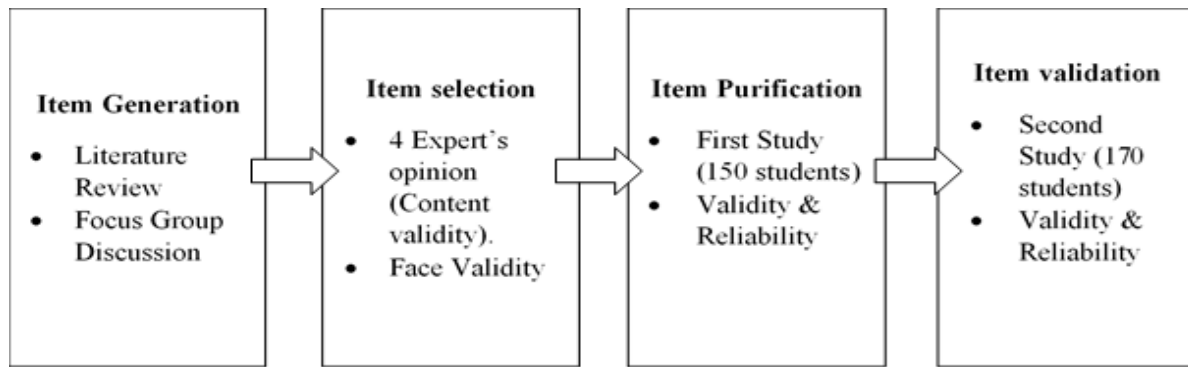 Item Generation
• Literature
Review
• Focus Group
Discussion
Item selection
• 4 Expert's
opinion
(Content
validity).
• Face Validity
Item Purification
• First Study
(150 students)
• Validity &
Reliability
Item validation
• Second
Study (170
students)
• Validity &
Reliability